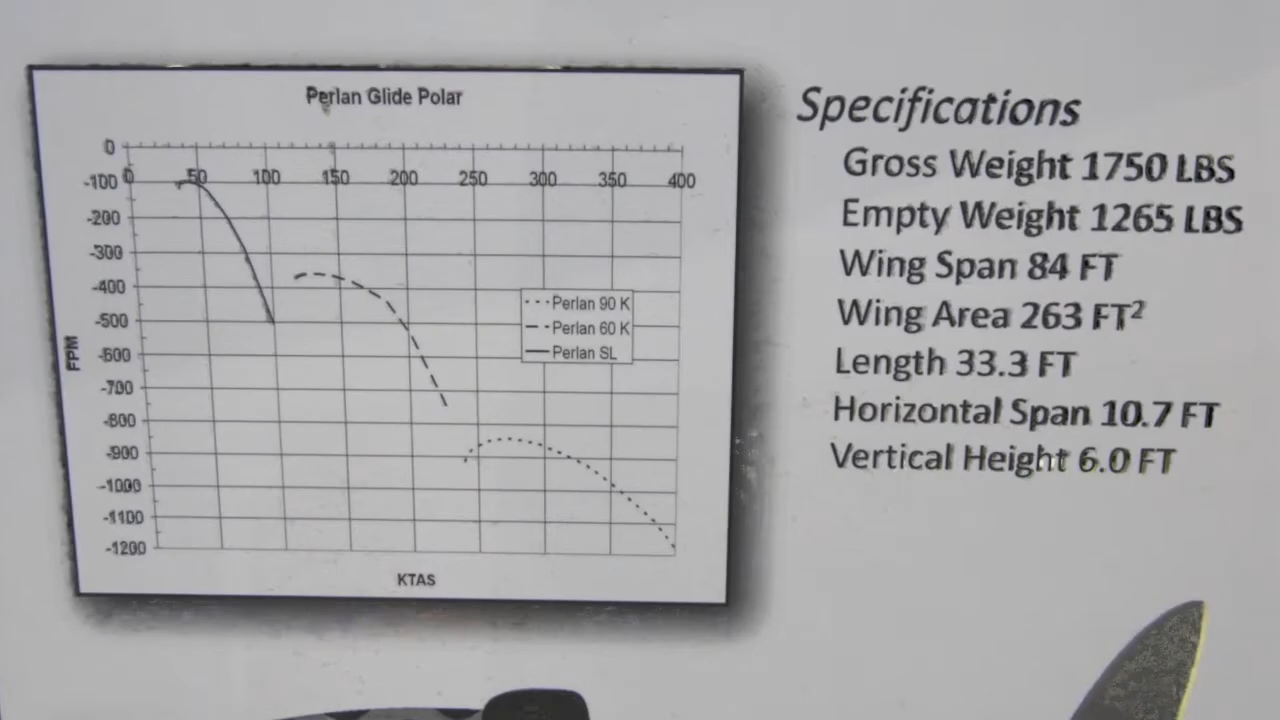 Perlan Glide Polar
0
0 50 100 150 200 250 300 350 400
-100
-200
-300
-400
-500
-600
-700
-800
-900
-1000
-1100
-1200
FPM
KTAS
Perlan 90 K
Perlan 60 K
Perlan SL
Specifications
Gross Weight 1750 LBS
Empty Weight 1265 LBS
Wing Span 84 FT
Wing Area 263 FT²
Length 33.3 FT
Horizontal Span 10.7 FT
Vertical Height 6.0 FT